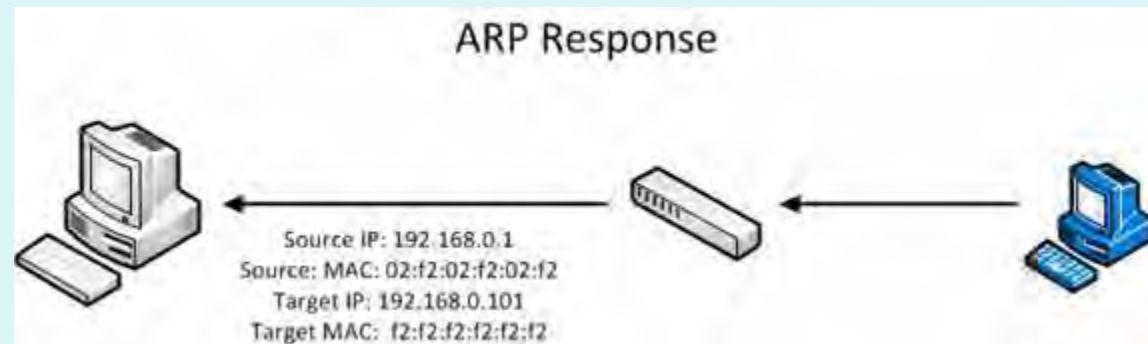 ARP Response
Source IP: 192.168.0.1
Source: MAC: 02:f2:02:f2:02:f2
Target IP: 192.168.0.101
Target MAC: f2:f2:f2:f2:f2:f2